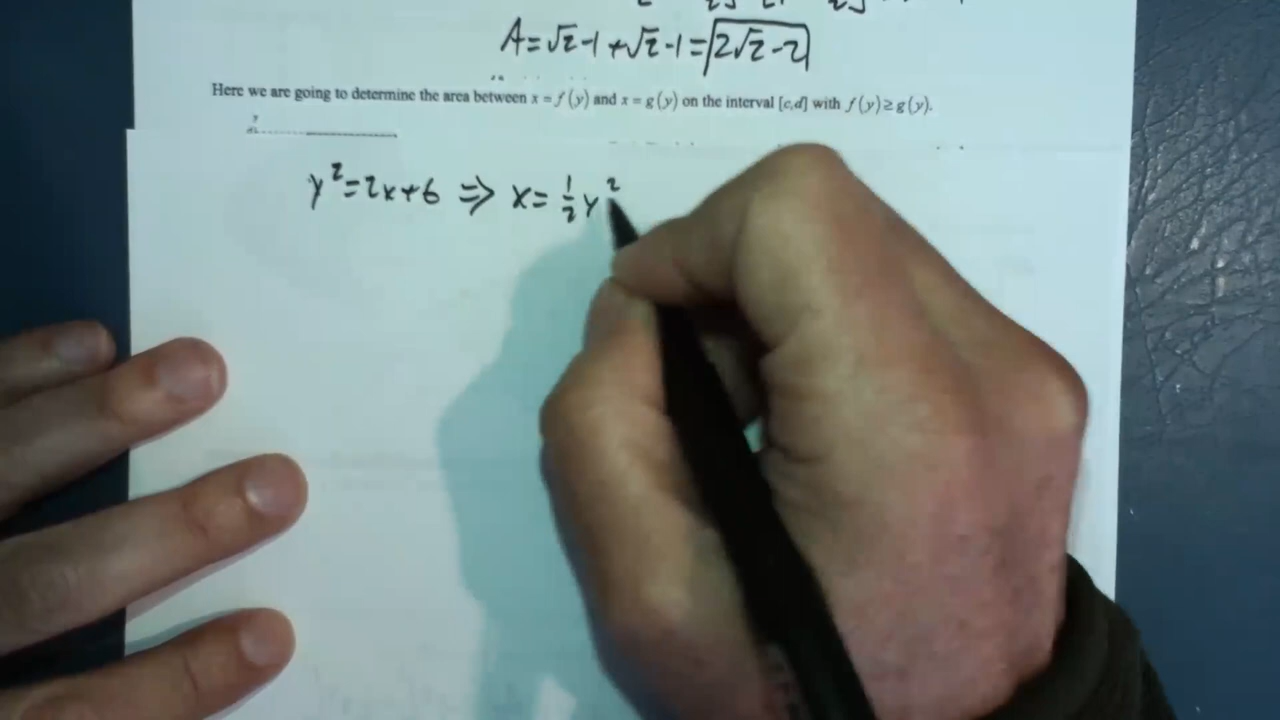 A=√2-1+√2-1=2√2-2
Here we are going to determine the area between x = f(y) and x = g(y) on the interval [c,d] with f(y)≥g(y).
y²=2x+6 ⇒ x=½y²